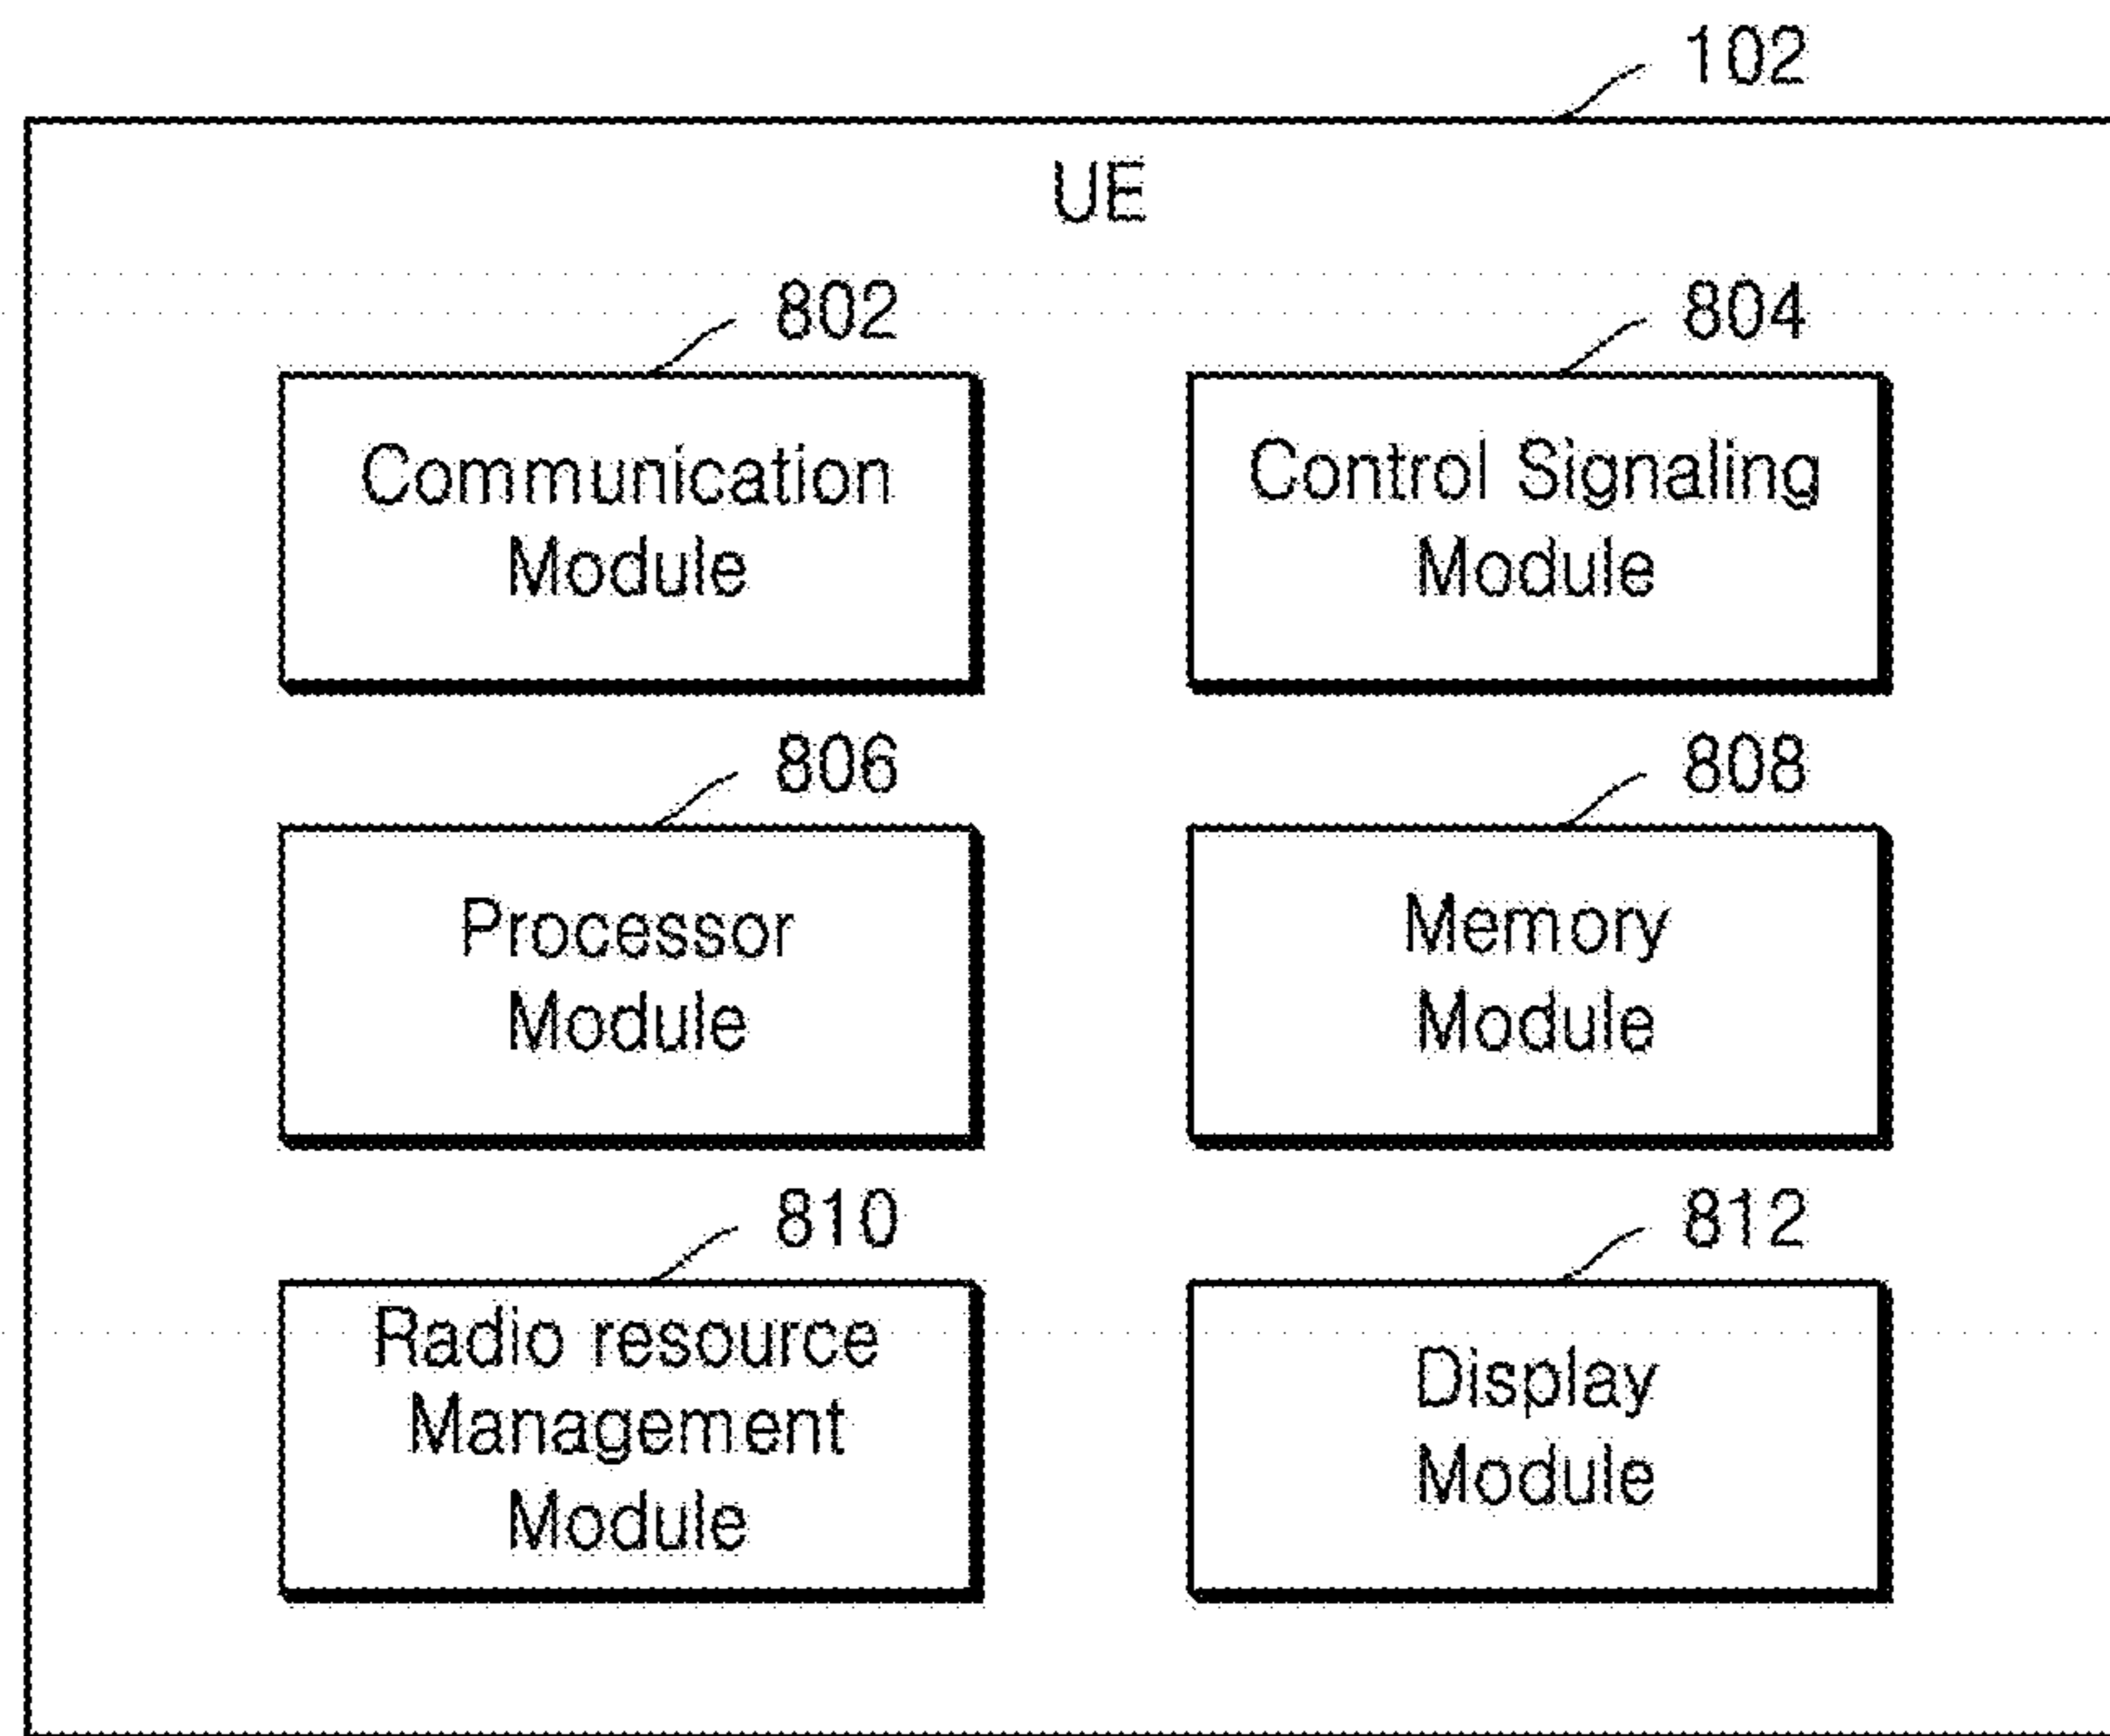 102
UE
802
804
Communication
Module
Control Signaling
Module
806
808
Processor
Module
Memory
Module
810
812
Radio resource
Management
Module
Display
Module